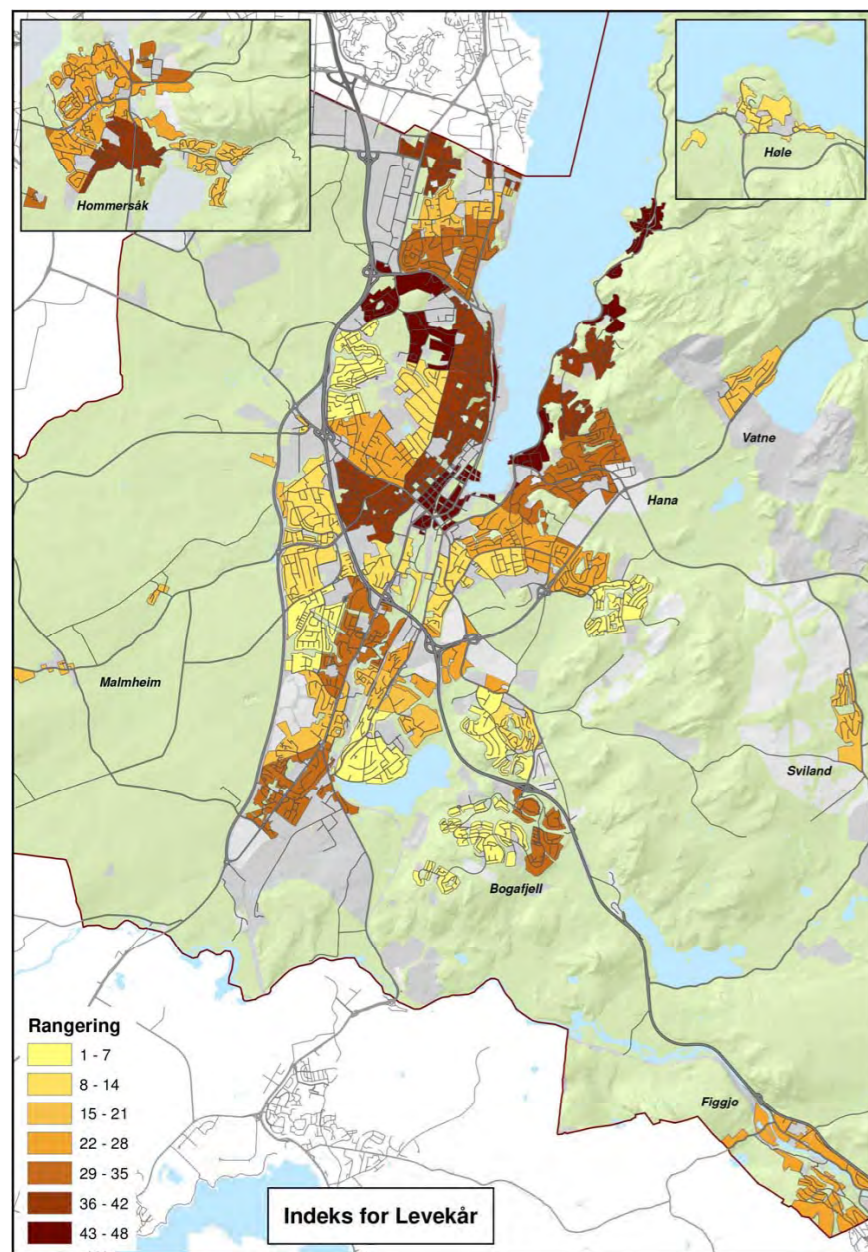 Hommersåk
Høle
Vatne
Hana
Malmheim
Sviland
Bogafjell
Figgjo
Rangering
1 - 7
8 - 14
15 - 21
22 - 28
29 - 35
36 - 42
43 - 48
Indeks for Levekår